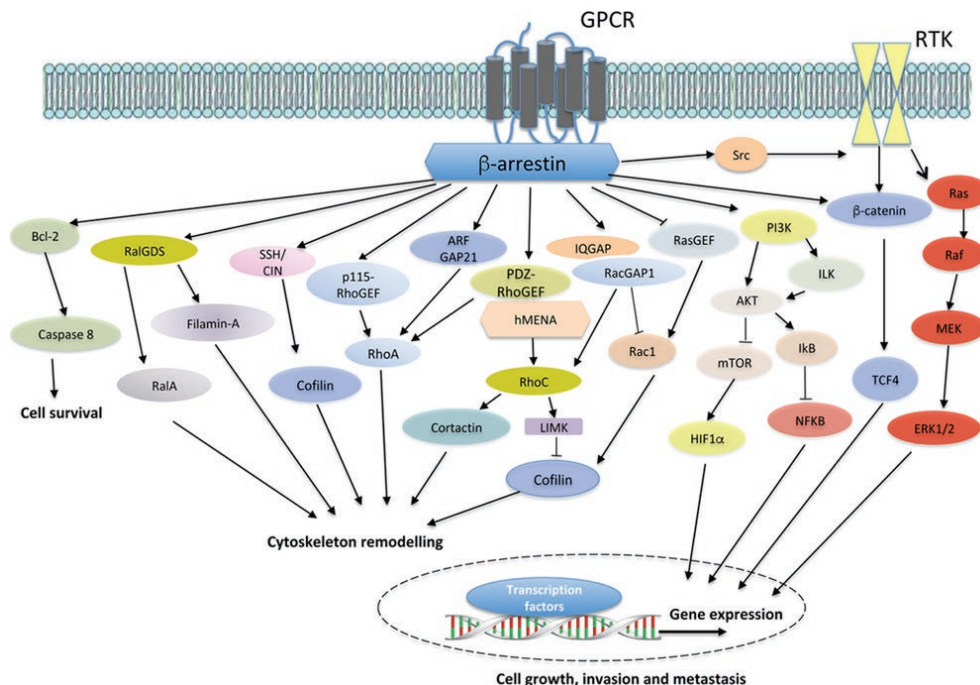 GPCR
RTK
β-arrestin
Src
Ras
Bcl-2
RalGDS
SSH/
CIN
p115-
RhoGEF
ARF
GAP21
PDZ-
RhoGEF
hMENA
IQGAP
RacGAP1
RasGEF
PI3K
β-catenin
ILK
Raf
AKT
Caspase 8
Filamin-A
RhoA
Rac1
mTOR
IkB
MEK
Cell survival
RalA
Cofilin
RhoC
TCF4
Cortactin
LIMK
HIF1α
NFKB
ERK1/2
Cofilin
Cytoskeleton remodelling
Transcription
factors
Gene expression
Cell growth, invasion and metastasis